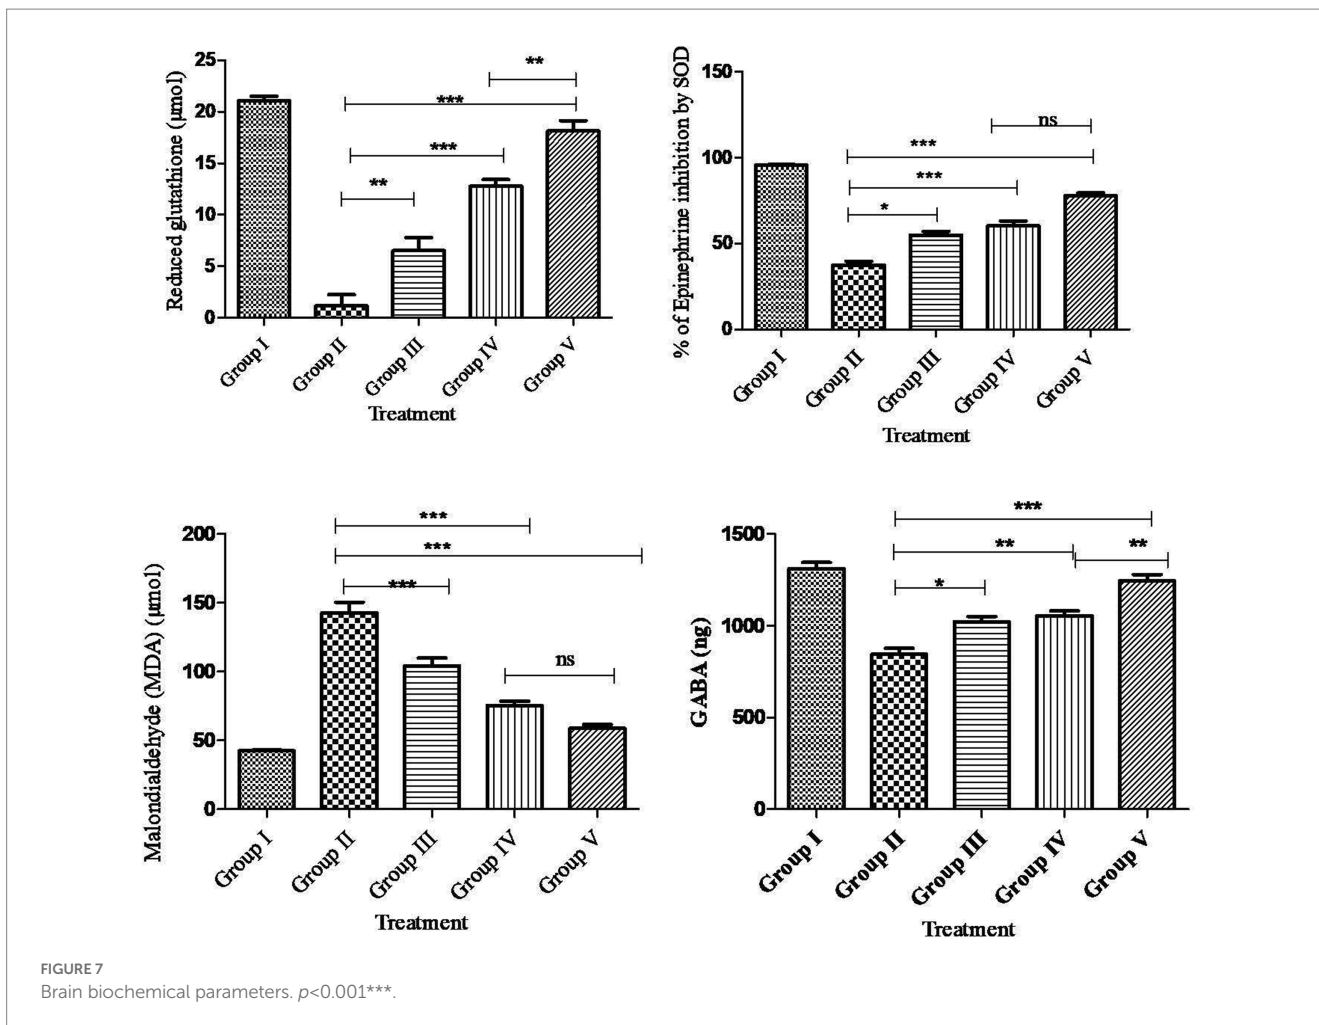 Reduced glutathione (µmol)
25
20
15
10
5
0
**
***
***
**
Group I
Group II
Group III
Group IV
Group V
Treatment
% of Epinephrine inhibition by SOD
150
100
50
0
ns
***
***
*
Group I
Group II
Group III
Group IV
Group V
Treatment
Malondialdehyde (MDA) (µmol)
200
150
100
50
0
***
***
***
ns
Group I
Group II
Group III
Group IV
Group V
Treatment
GABA (ng)
1500
1000
500
0
***
**
**
*
Group I
Group II
Group III
Group IV
Group V
Treatment
FIGURE 7
Brain biochemical parameters. p<0.001***.